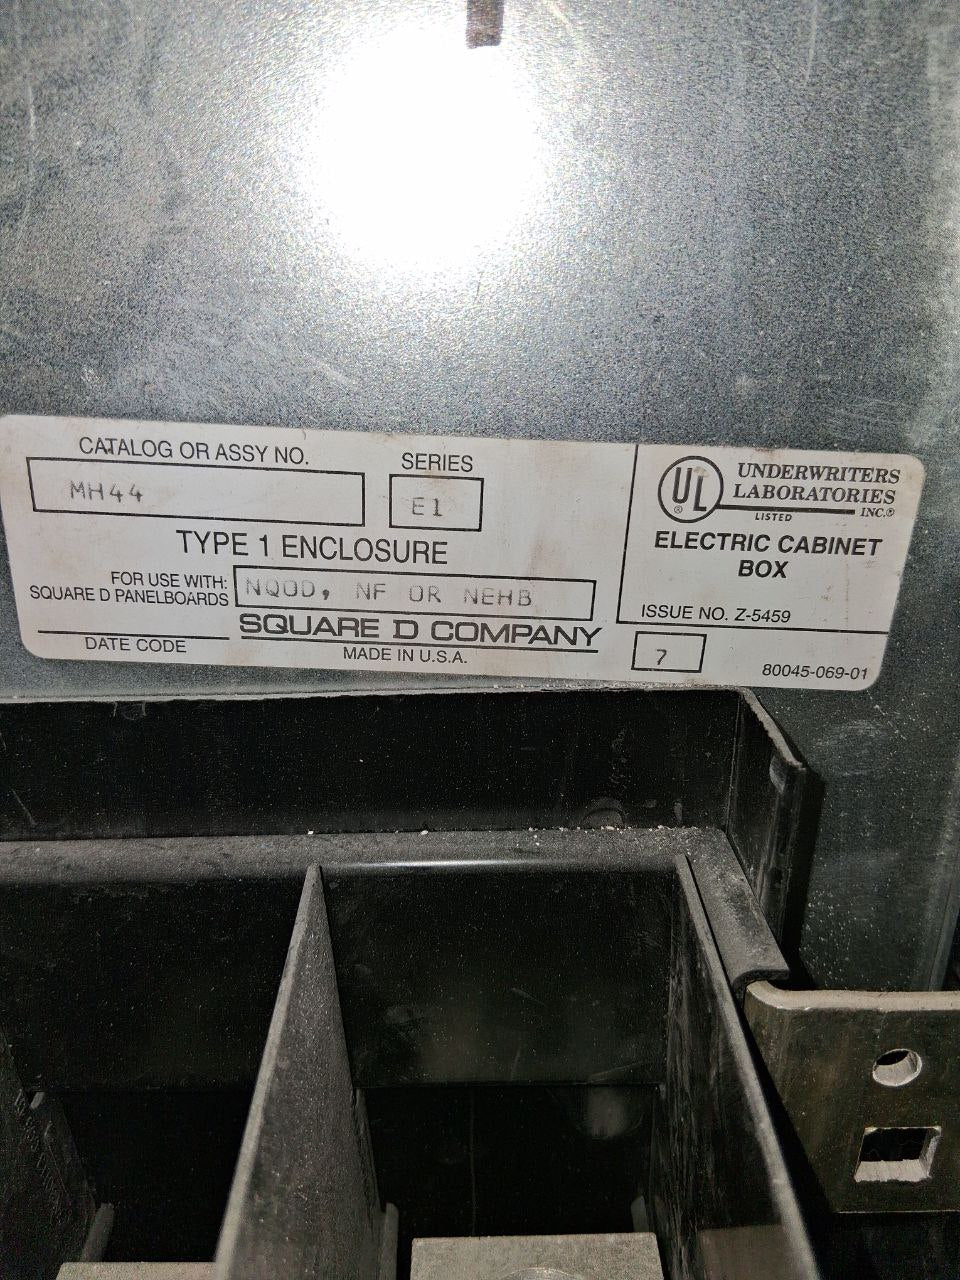 CATALOG OR ASSY NO.
MH44
SERIES
E1
TYPE 1 ENCLOSURE
FOR USE WITH:
SQUARE D PANELBOARDS
NQOD, NF OR NEHB
SQUARE D COMPANY
DATE CODE
MADE IN U.S.A.
UL
®
UNDERWRITERS
LABORATORIES
INC.®
LISTED
ELECTRIC CABINET
BOX
ISSUE NO. Z-5459
7
80045-069-01